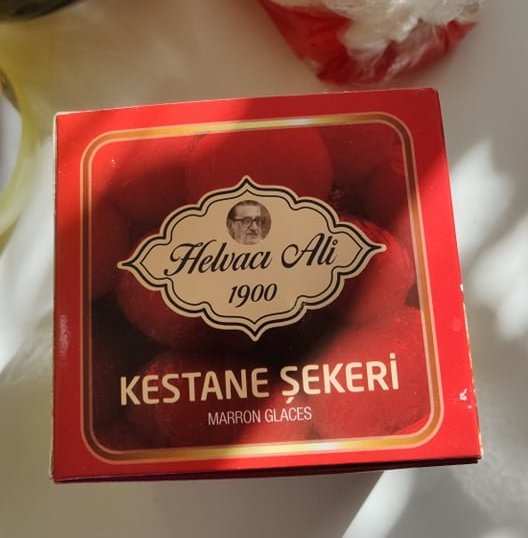 Helvacı Ali
1900
KESTANE ŞEKERİ
MARRON GLACES